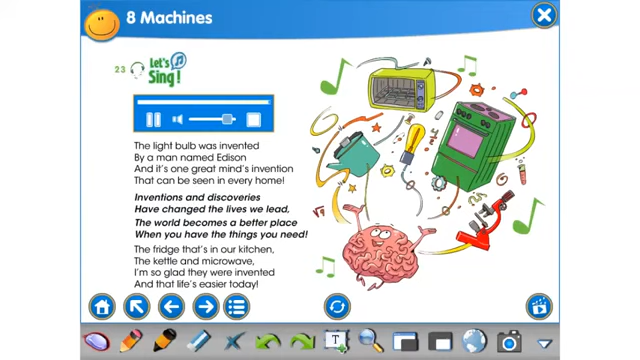 8 Machines
23
Let's
Sing!
The light bulb was invented
By a man named Edison
And it's one great mind's invention
That can be seen in every home!
Inventions and discoveries
Have changed the lives we lead,
The world becomes a better place
When you have the things you need!
The fridge that's in our kitchen,
The kettle and microwave,
I'm so glad they were invented
And that life's easier today!
T